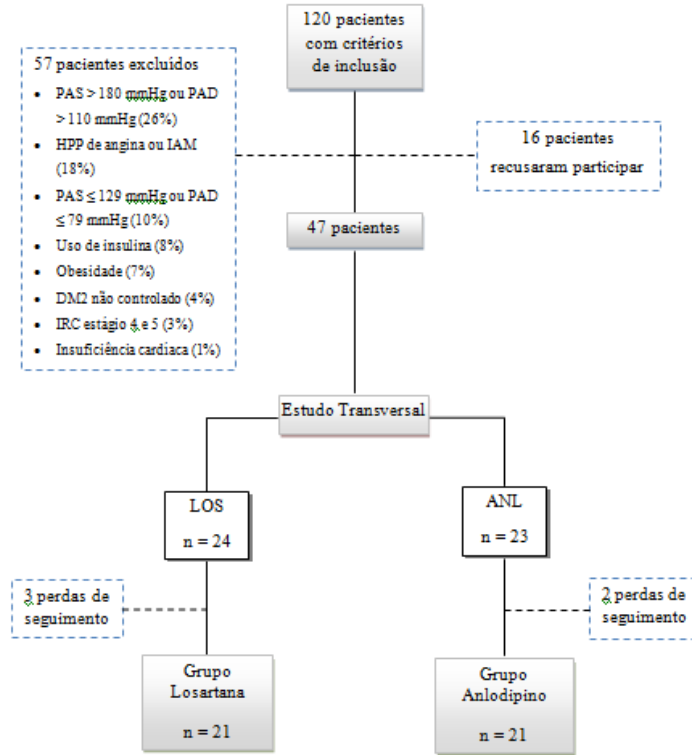 120 pacientes
com critérios
de inclusão
57 pacientes excluídos
• PAS > 180 mmHg ou PAD
> 110 mmHg (26%)
• HPP de angina ou IAM
(18%)
• PAS ≤ 129 mmHg ou PAD
≤ 79 mmHg (10%)
• Uso de insulina (8%)
• Obesidade (7%)
• DM2 não controlado (4%)
• IRC estágio 4 e 5 (3%)
• Insuficiência cardíaca (1%)
16 pacientes
recusaram participar
47 pacientes
Estudo Transversal
LOS
n = 24
ANL
n = 23
3 perdas de
seguimento
2 perdas de
seguimento
Grupo
Losartana
n = 21
Grupo
Anlodipino
n = 21